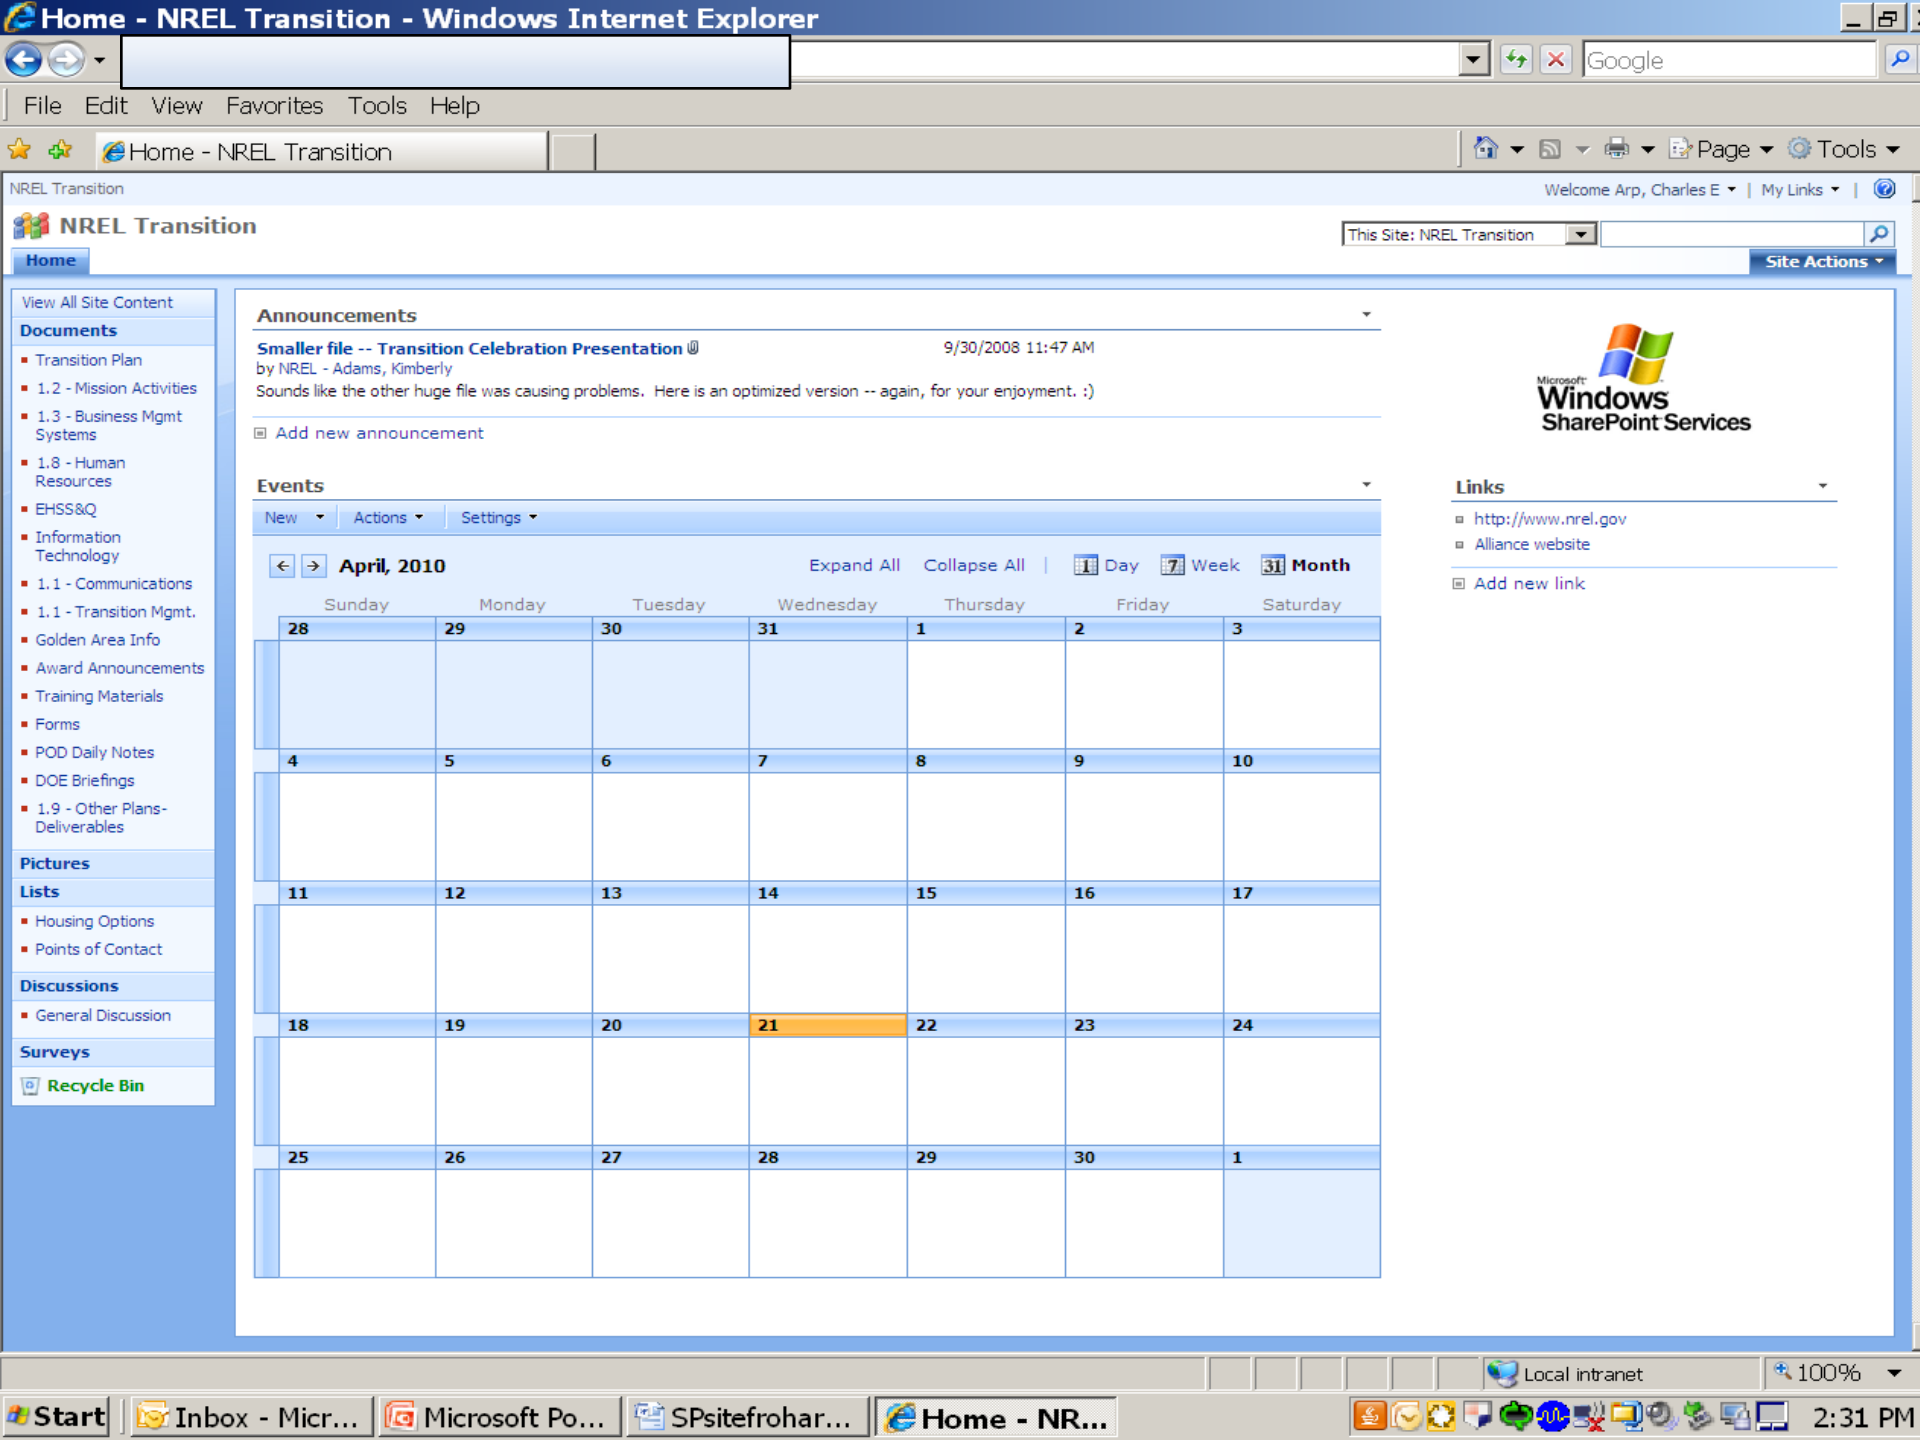 Home - NREL Transition - Windows Internet Explorer
Google
File Edit View Favorites Tools Help
Home - NREL Transition
Page Tools
NREL Transition
Welcome Arp, Charles E | My Links |
NREL Transition
This Site: NREL Transition
Home
Site Actions
View All Site Content
Documents
Transition Plan
1.2 - Mission Activities
1.3 - Business Mgmt
Systems
1.8 - Human
Resources
EHSS&Q
Information
Technology
1.1 - Communications
1.1 - Transition Mgmt.
Golden Area Info
Award Announcements
Training Materials
Forms
POD Daily Notes
DOE Briefings
1.9 - Other Plans-
Deliverables
Pictures
Lists
Housing Options
Points of Contact
Discussions
General Discussion
Surveys
Recycle Bin
Announcements
Smaller file -- Transition Celebration Presentation 9/30/2008 11:47 AM
by NREL - Adams, Kimberly
Sounds like the other huge file was causing problems. Here is an optimized version -- again, for your enjoyment. :)
Add new announcement
Events
New Actions Settings
April, 2010 Expand All Collapse All | 1 Day 7 Week 31 Month
Sunday Monday Tuesday Wednesday Thursday Friday Saturday
28 29 30 31 1 2 3
4 5 6 7 8 9 10
11 12 13 14 15 16 17
18 19 20 21 22 23 24
25 26 27 28 29 30 1
Microsoft
Windows
SharePoint Services
Links
http://www.nrel.gov
Alliance website
Add new link
Local intranet 100%
Start Inbox - Micr... Microsoft Po... SPsitefrohar... Home - NR... 2:31 PM